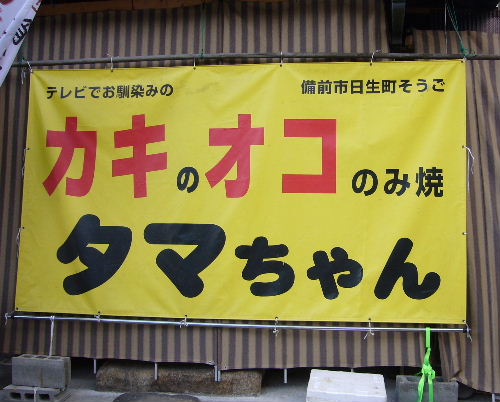 テレビでお馴染みの 備前市日生町そうご
カキのオコのみ焼
タマちゃん